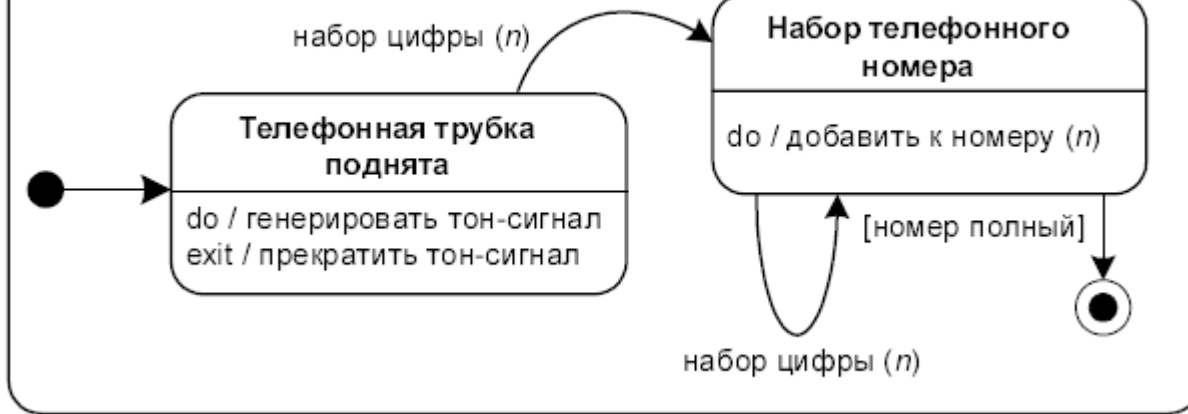 набор цифры (n)
Набор телефонного
номера
do / добавить к номеру (n)
Телефонная трубка
поднята
do / генерировать тон-сигнал
exit / прекратить тон-сигнал
[номер полный]
набор цифры (n)